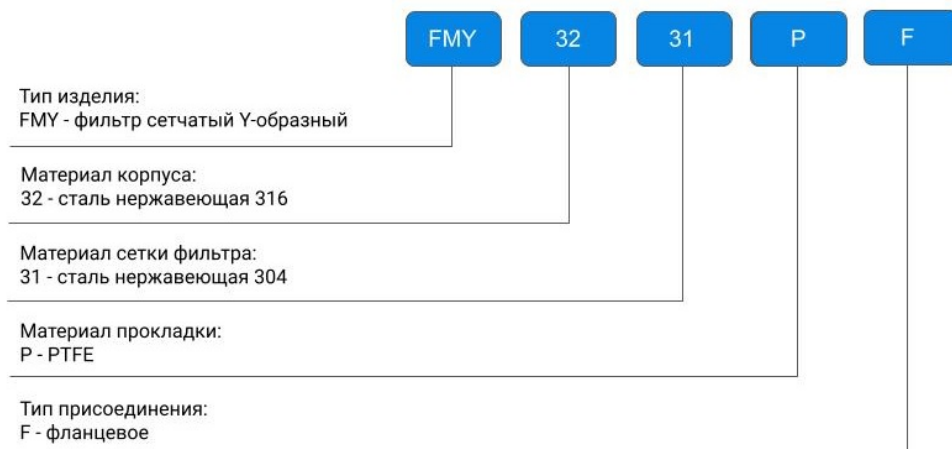 FMY 32 31 P F
Тип изделия:
FMY - фильтр сетчатый Y-образный
Материал корпуса:
32 - сталь нержавеющая 316
Материал сетки фильтра:
31 - сталь нержавеющая 304
Материал прокладки:
P - PTFE
Тип присоединения:
F - фланцевое